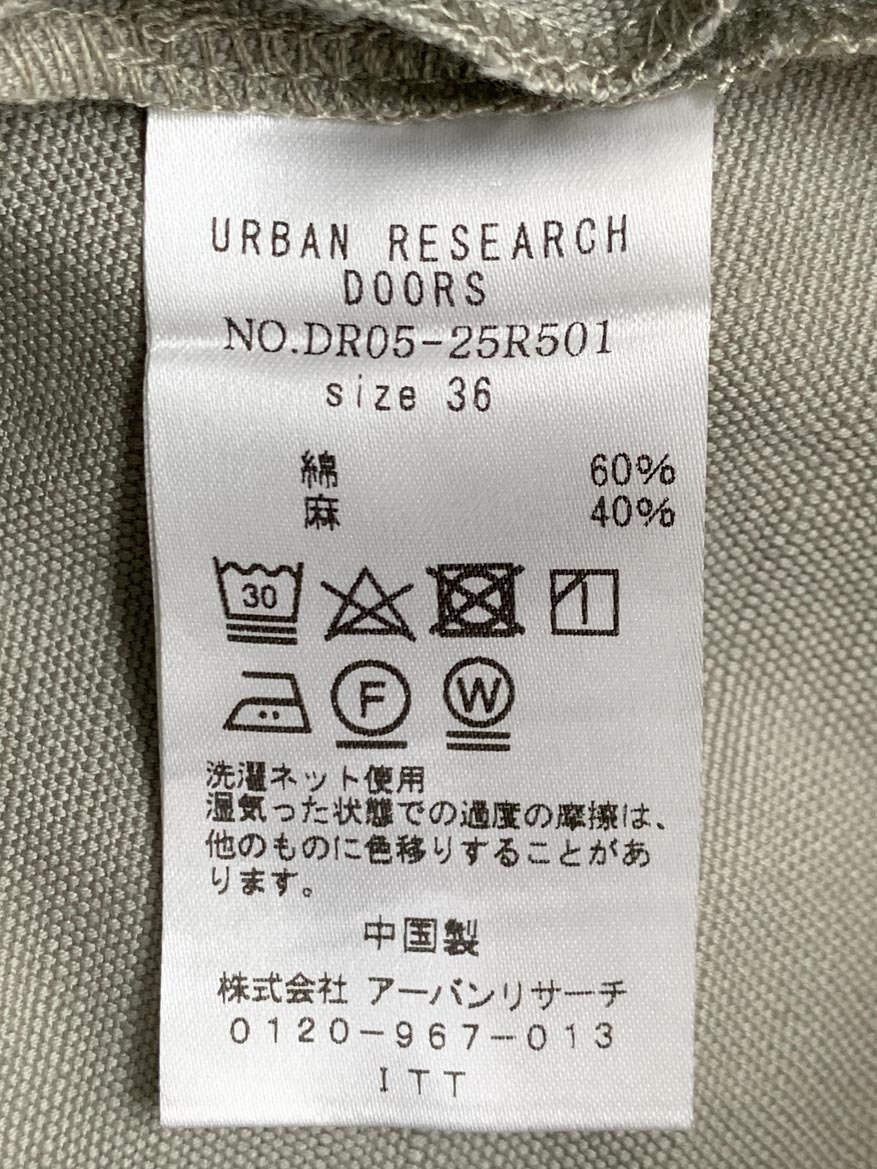 URBAN RESEARCH
DOORS
NO.DR05-25R501
size 36
綿 60%
麻 40%
30
F W
洗濯ネット使用
湿気った状態での過度の摩擦は、
他のものに色移りすることがあ
ります。
中国製
株式会社 アーバンリサーチ
0120-967-013
ITT